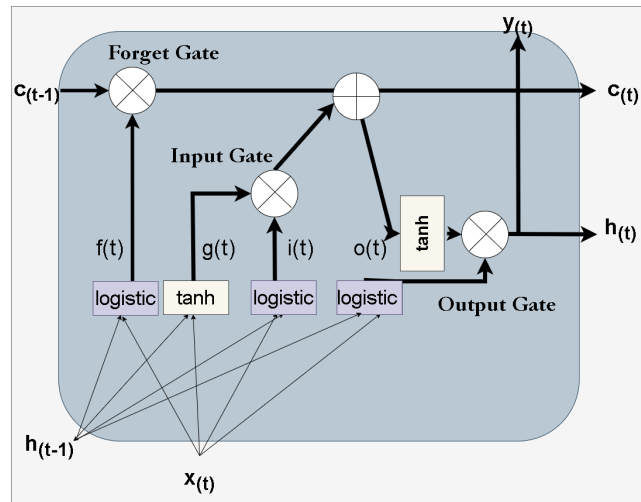 y(t)
Forget Gate
c(t-1)
c(t)
Input Gate
f(t)
g(t)
i(t)
o(t)
tanh
h(t)
logistic
tanh
logistic
logistic
Output Gate
h(t-1)
x(t)